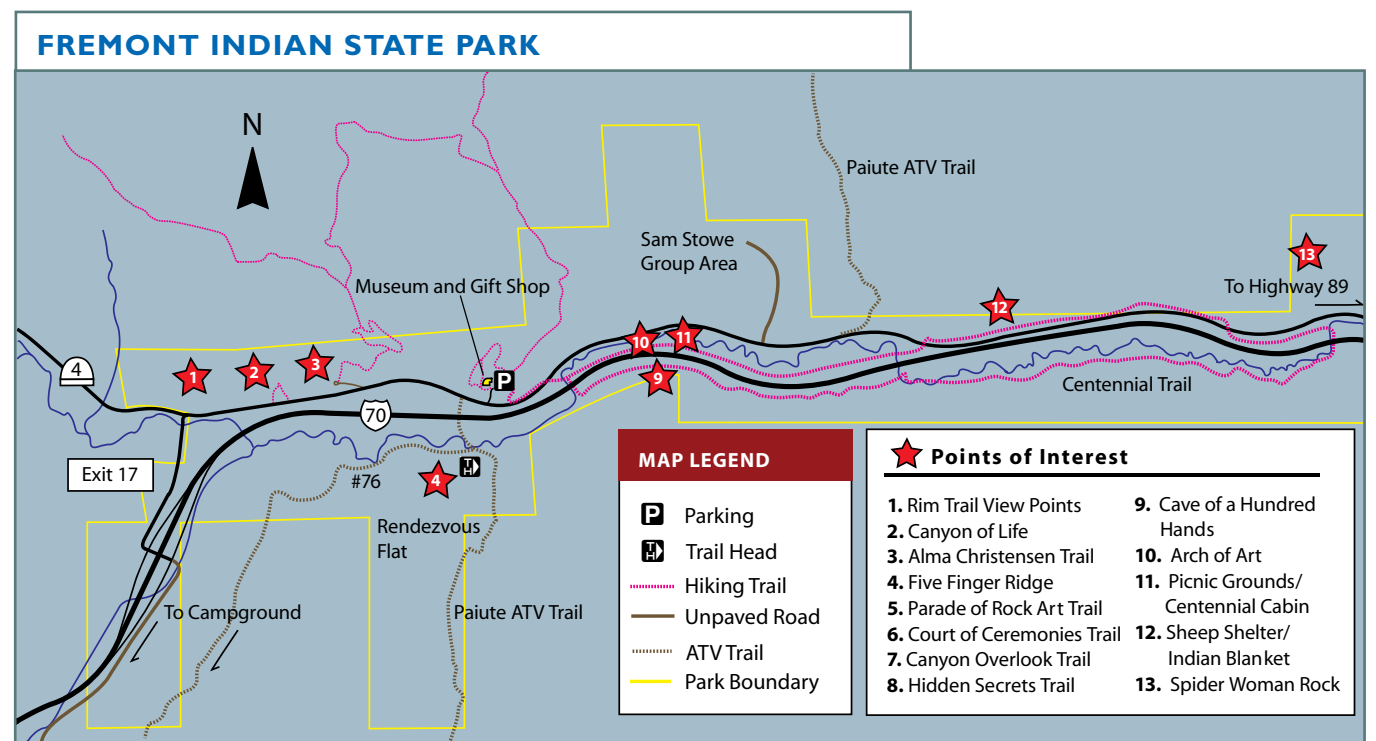 FREMONT INDIAN STATE PARK
N
Paiute ATV Trail
Sam Stowe
Group Area
13
Museum and Gift Shop
To Highway 89
12
10
11
4
1
2
3
9
P
Centennial Trail
70
Exit 17
#76
4
TH
Rendezvous
Flat
To Campground
Paiute ATV Trail
MAP LEGEND
P Parking
TH Trail Head
Hiking Trail
Unpaved Road
ATV Trail
Park Boundary
Points of Interest
1. Rim Trail View Points
2. Canyon of Life
3. Alma Christensen Trail
4. Five Finger Ridge
5. Parade of Rock Art Trail
6. Court of Ceremonies Trail
7. Canyon Overlook Trail
8. Hidden Secrets Trail
9. Cave of a Hundred
Hands
10. Arch of Art
11. Picnic Grounds/
Centennial Cabin
12. Sheep Shelter/
Indian Blanket
13. Spider Woman Rock